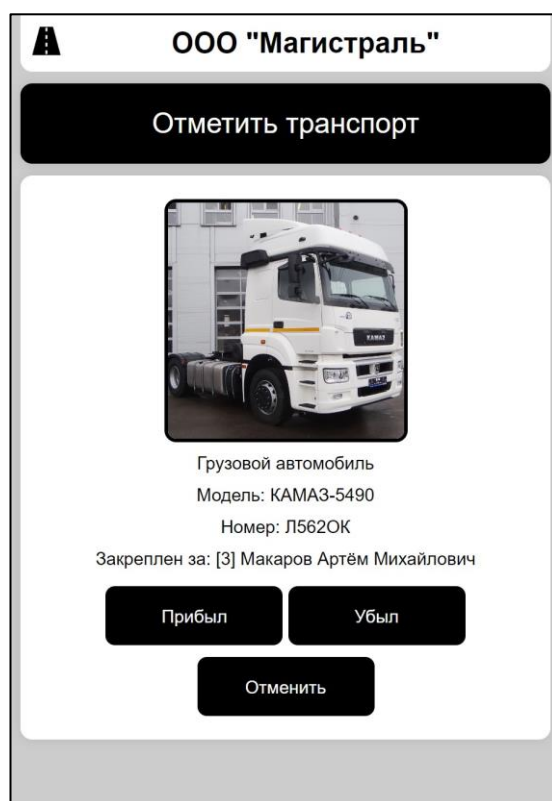 ООО "Магистраль"
Отметить транспорт
KAMAZ
Грузовой автомобиль
Модель: КАМАЗ-5490
Номер: Л562ОК
Закреплен за: [3] Макаров Артём Михайлович
Прибыл
Убыл
Отменить